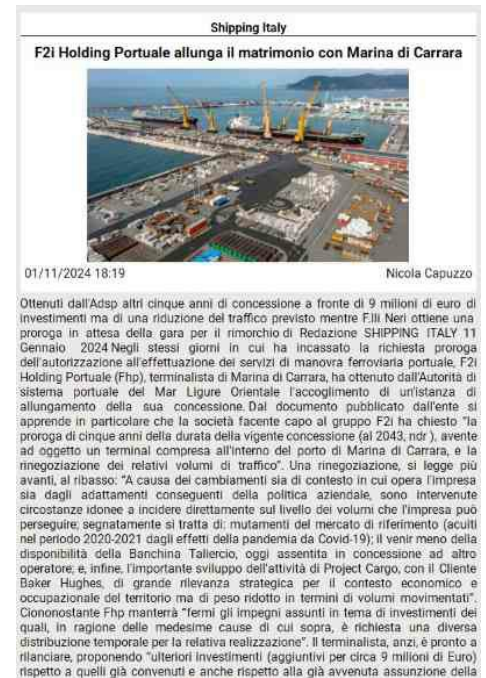 Shipping Italy
F2i Holding Portuale allunga il matrimonio con Marina di Carrara
01/11/2024 18:19
Nicola Capuzzo
Ottenuti dall'Adsp altri cinque anni di concessione a fronte di 9 milioni di euro di
investimenti ma di una riduzione del traffico previsto mentre F.lli Neri ottiene una
proroga in attesa della gara per il rimorchio di Redazione SHIPPING ITALY 11
Gennaio 2024 Negli stessi giorni in cui ha incassato la richiesta proroga
dell'autorizzazione all'effettuazione dei servizi di manovra ferroviaria portuale, F2i
Holding Portuale (Fhp), terminalista di Marina di Carrara, ha ottenuto dall'Autorità di
sistema portuale del Mar Ligure Orientale l'accoglimento di un'istanza di
allungamento della sua concessione. Dal documento pubblicato dall'ente si
apprende in particolare che la società facente capo al gruppo F2i ha chiesto "la
proroga di cinque anni della durata della vigente concessione (al 2043, ndr ), avente
ad oggetto un terminal compresa all'interno del porto di Marina di Carrara, e la
rinegoziazione dei relativi volumi di traffico". Una rinegoziazione, si legge più
avanti, al ribasso: "A causa dei cambiamenti sia di contesto in cui opera l'impresa
sia dagli adattamenti conseguenti della politica aziendale, sono intervenute
circostanze idonee a incidere direttamente sul livello dei volumi che l'impresa può
perseguire; segnatamente si tratta di: mutamenti del mercato di riferimento (acuiti
nel periodo 2020-2021 dagli effetti della pandemia da Covid-19); il venir meno della
disponibilità della Banchina Taliercio, oggi assentita in concessione ad altro
operatore; e, infine, l'importante sviluppo dell'attività di Project Cargo, con il Cliente
Baker Hughes, di grande rilevanza strategica per il contesto economico e
occupazionale del territorio ma di peso ridotto in termini di volumi movimentati".
Ciononostante Fhp manterrà "fermi gli impegni assunti in tema di investimenti dei
quali, in ragione delle medesime cause di cui sopra, è richiesta una diversa
distribuzione temporale per la relativa realizzazione". Il terminalista, anzi, è pronto a
rilanciare, proponendo "ulteriori investimenti (aggiuntivi per circa 9 milioni di Euro)
rispetto a quelli già convenuti e anche rispetto alla già avvenuta assunzione della